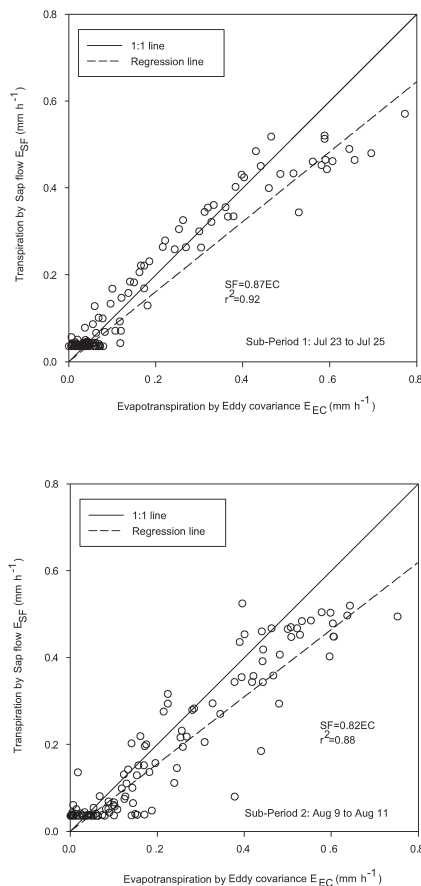 0.8
1:1 line
Regression line
0.6
Transpiration by Sap flow E_SF (mm h^-1)
0.4
0.2
SF=0.87EC
r^2=0.92
Sub-Period 1: Jul 23 to Jul 25
0.0
0.0 0.2 0.4 0.6 0.8
Evapotranspiration by Eddy covariance E_EC (mm h^-1)
0.8
1:1 line
Regression line
0.6
Transpiration by Sap flow E_SF (mm h^-1)
0.4
SF=0.82EC
r^2=0.88
0.2
Sub-Period 2: Aug 9 to Aug 11
0.0
0.0 0.2 0.4 0.6 0.8
Evapotranspiration by Eddy covariance E_EC (mm h^-1)